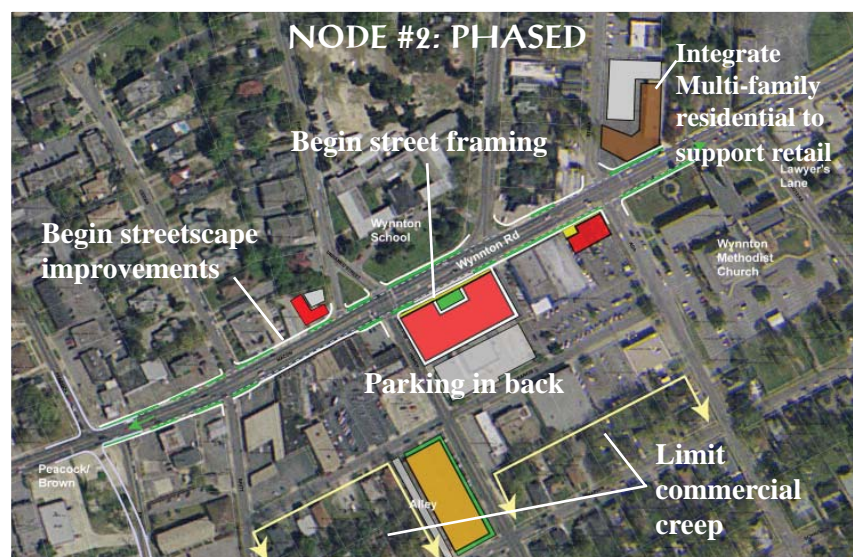 NODE #2: PHASED
Integrate
Multi-family
residential to
support retail
Begin street framing
Lawyer's
Lane
Wynnton
School
Wynnton Rd
Begin streetscape
improvements
Wynnton
Methodist
Church
Parking in back
Peacock/
Brown
Alley
Limit
commercial
creep